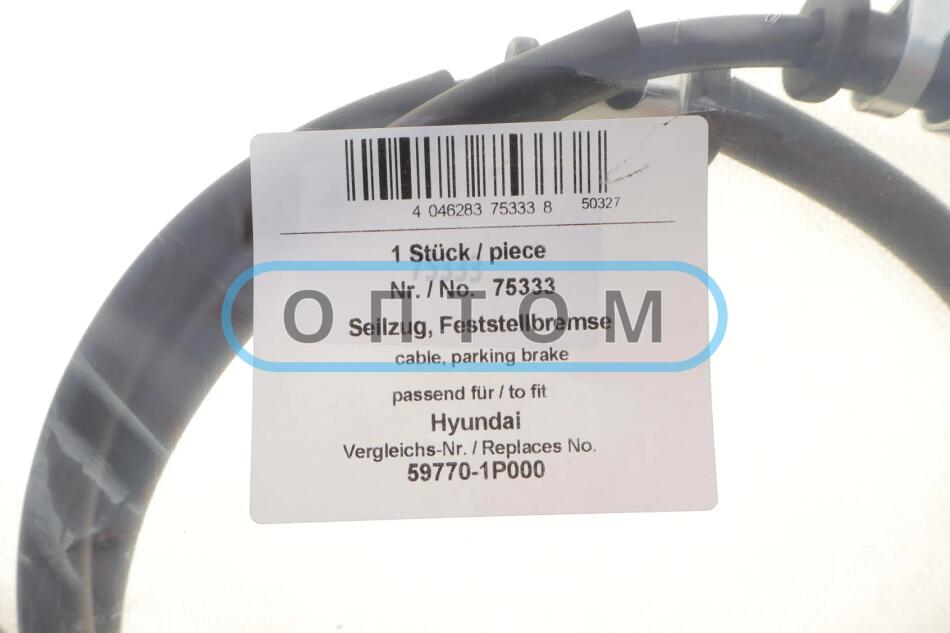 4 046283 75333 8 50327
1 Stück / piece
Nr. / No. 75333
ОПТОМ
Seilzug, Feststellbremse
cable, parking brake
passend für / to fit
Hyundai
Vergleichs-Nr. / Replaces No.
59770-1P000